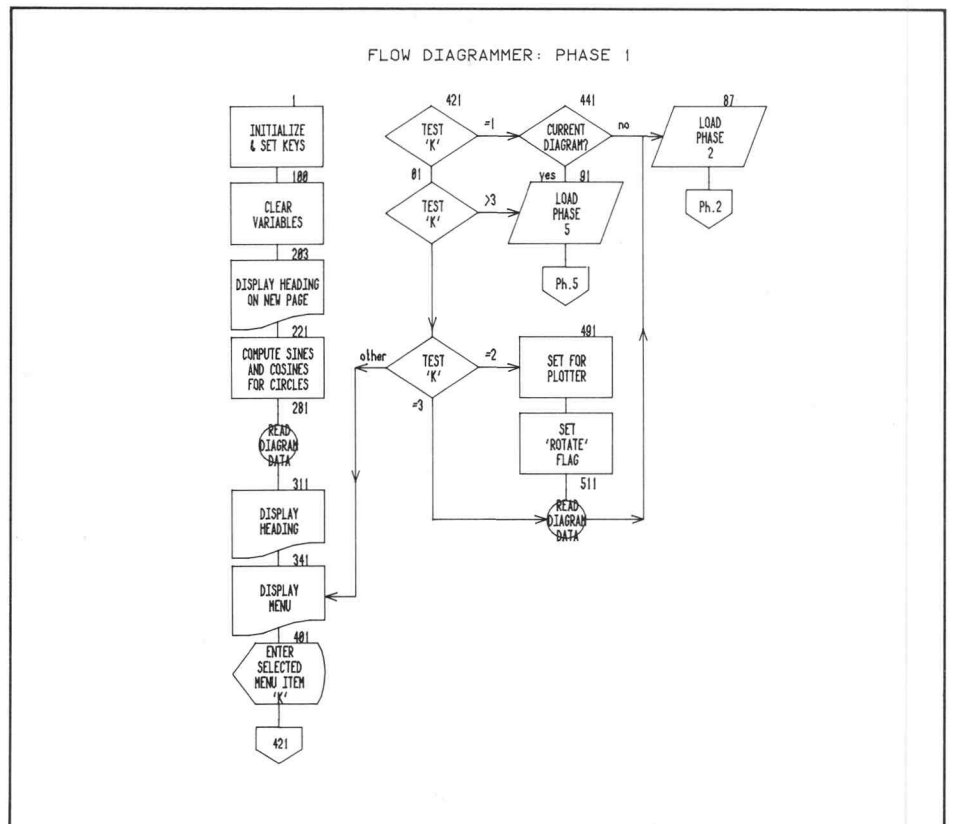 FLOW DIAGRAMMER: PHASE 1
1
INITIALIZE
& SET KEYS
100
CLEAR
VARIABLES
203
DISPLAY HEADING
ON NEW PAGE
221
COMPUTE SINES
AND COSINES
FOR CIRCLES
281
READ
DIAGRAM
DATA
311
DISPLAY
HEADING
341
DISPLAY
MENU
401
ENTER
SELECTED
MENU ITEM
'K'
421
421
TEST
'K'
=1
441
CURRENT
DIAGRAM?
no
87
LOAD
PHASE
2
Ph.2
01
TEST
'K'
>3
yes
91
LOAD
PHASE
5
Ph.5
TEST
'K'
other
=2
=3
491
SET FOR
PLOTTER
SET
'ROTATE'
FLAG
511
READ
DIAGRAM
DATA